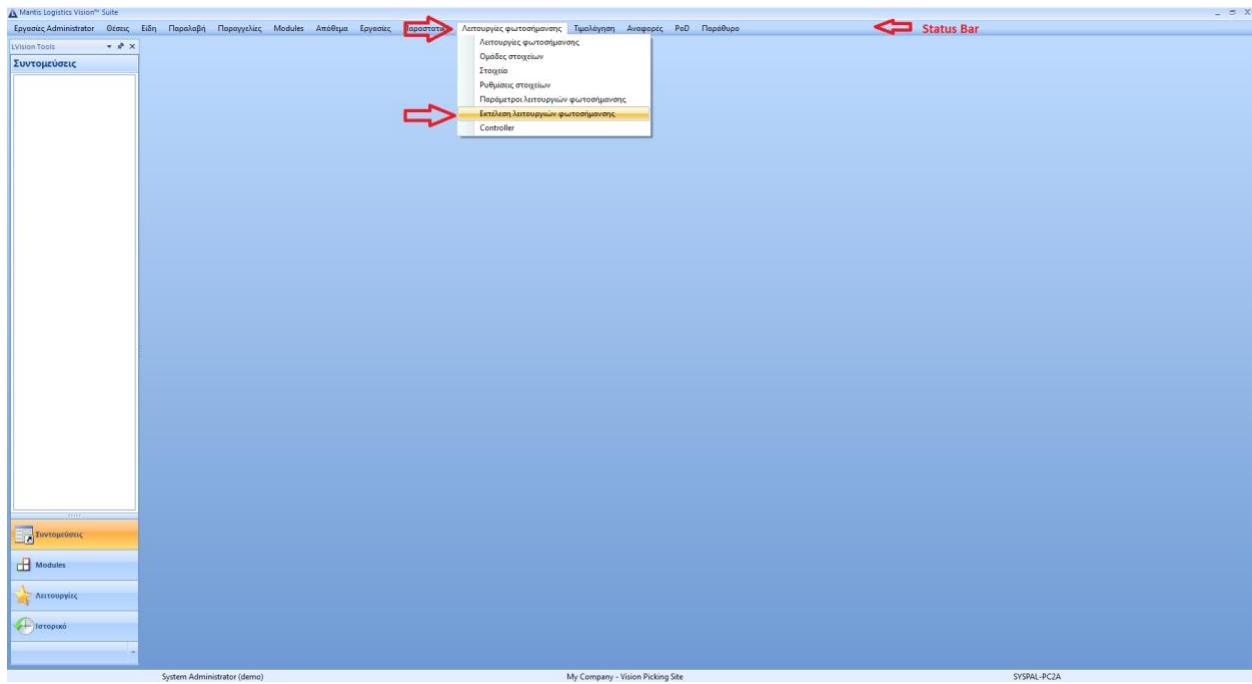 Mantis Logistics Vision™ Suite
Εργασίες Administrator Θέσεις Είδη Παραλαβή Παραγγελίες Modules Απόθεμα Εργασίες Λειτουργίες φωτοσήμανσης Τιμολόγηση Αναφορές PoD Παράθυρο Status Bar
LVision Tools
Συντομεύσεις
Λειτουργίες φωτοσήμανσης
Ομάδες στοιχείων
Στοιχεία
Ρυθμίσεις στοιχείων
Παράμετροι λειτουργιών φωτοσήμανσης
Εκτέλεση λειτουργιών φωτοσήμανσης
Controller
Συντομεύσεις
Modules
Λειτουργίες
Ιστορικό
System Administrator (demo) My Company - Vision Picking Site SYSPAL-PC2A